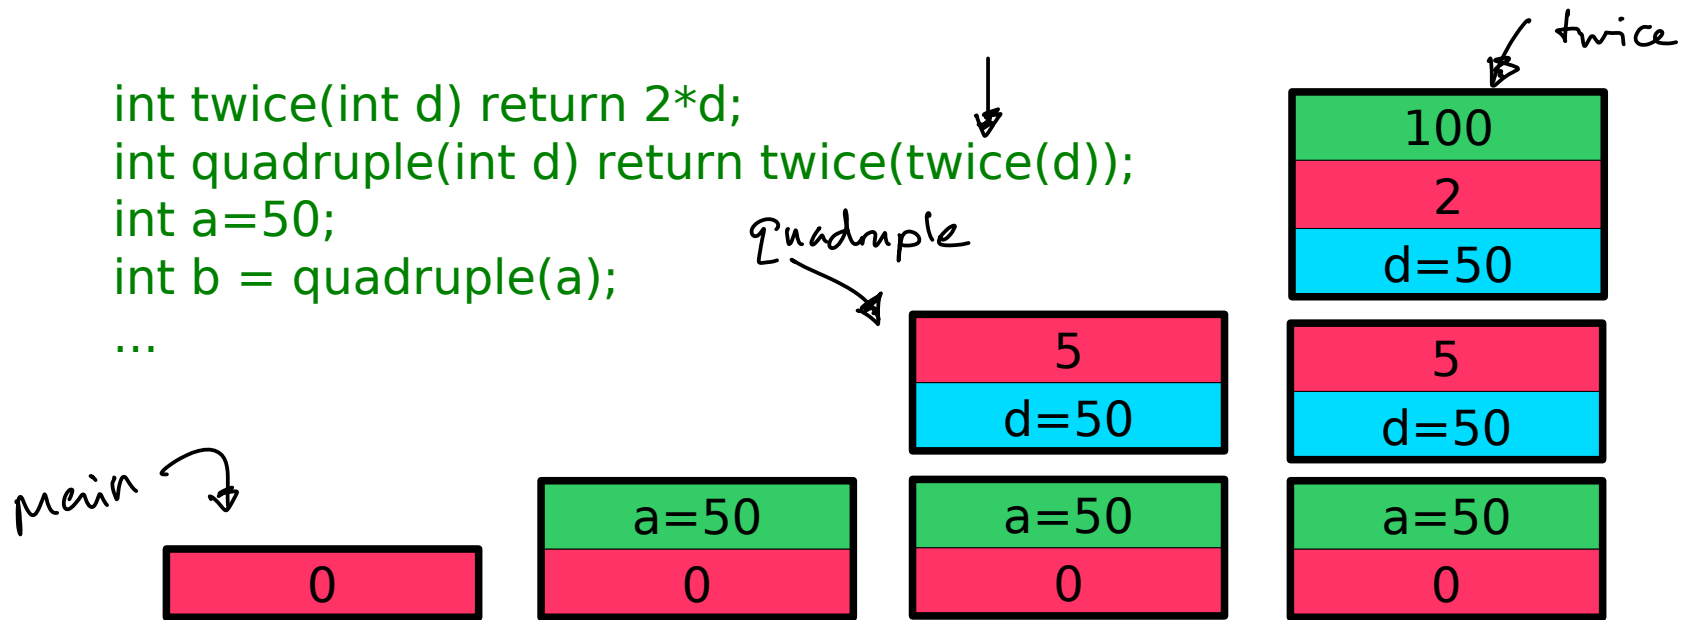 twice
int twice(int d) return 2*d;
int quadruple(int d) return twice(twice(d));
int a=50;
int b = quadruple(a);
...
quadruple
main
0
a=50
0
5
d=50
a=50
0
100
2
d=50
5
d=50
a=50
0